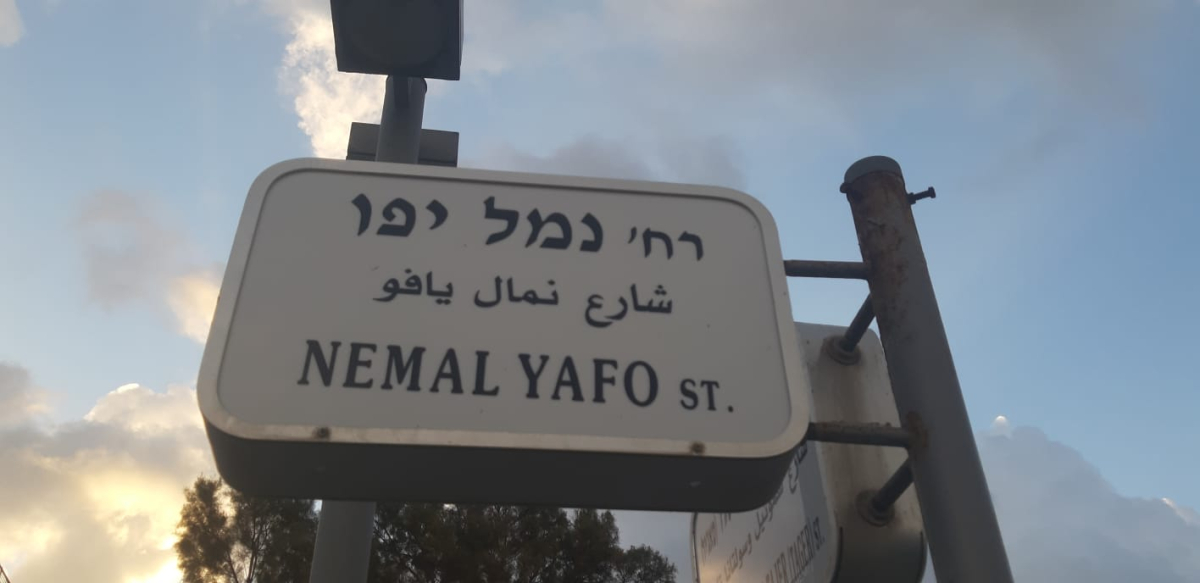 רח' נמל יפו
شارع نمال يافو
NEMAL YAFO ST.